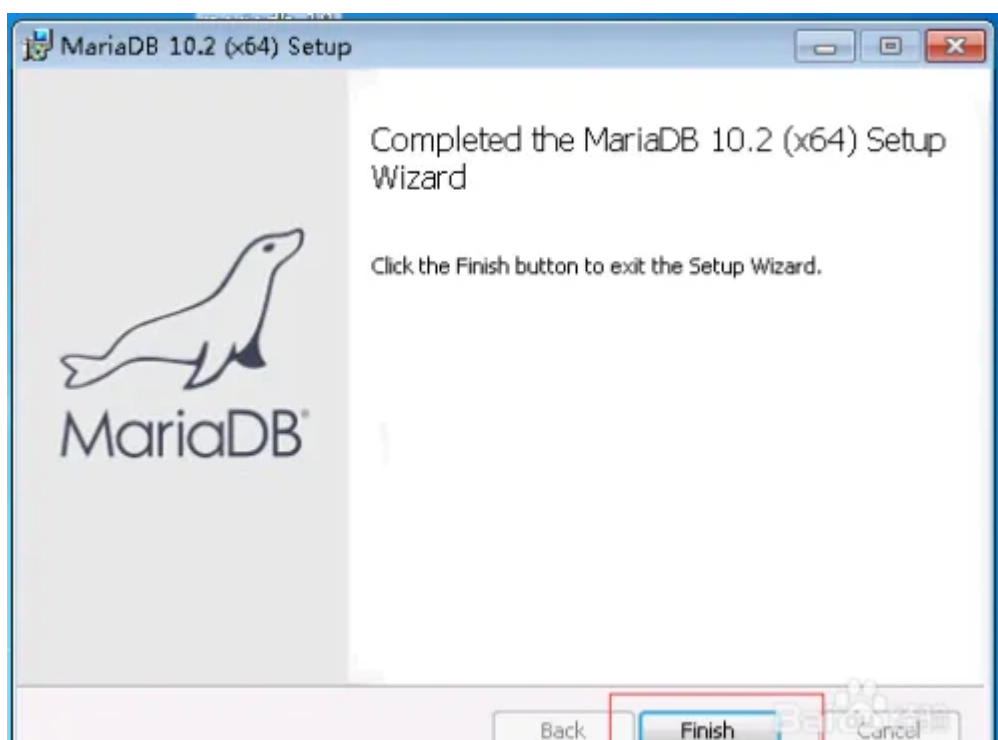 MariaDB 10.2 (x64) Setup
Completed the MariaDB 10.2 (x64) Setup
Wizard
Click the Finish button to exit the Setup Wizard.
MariaDB®
Back
Finish
Cancel